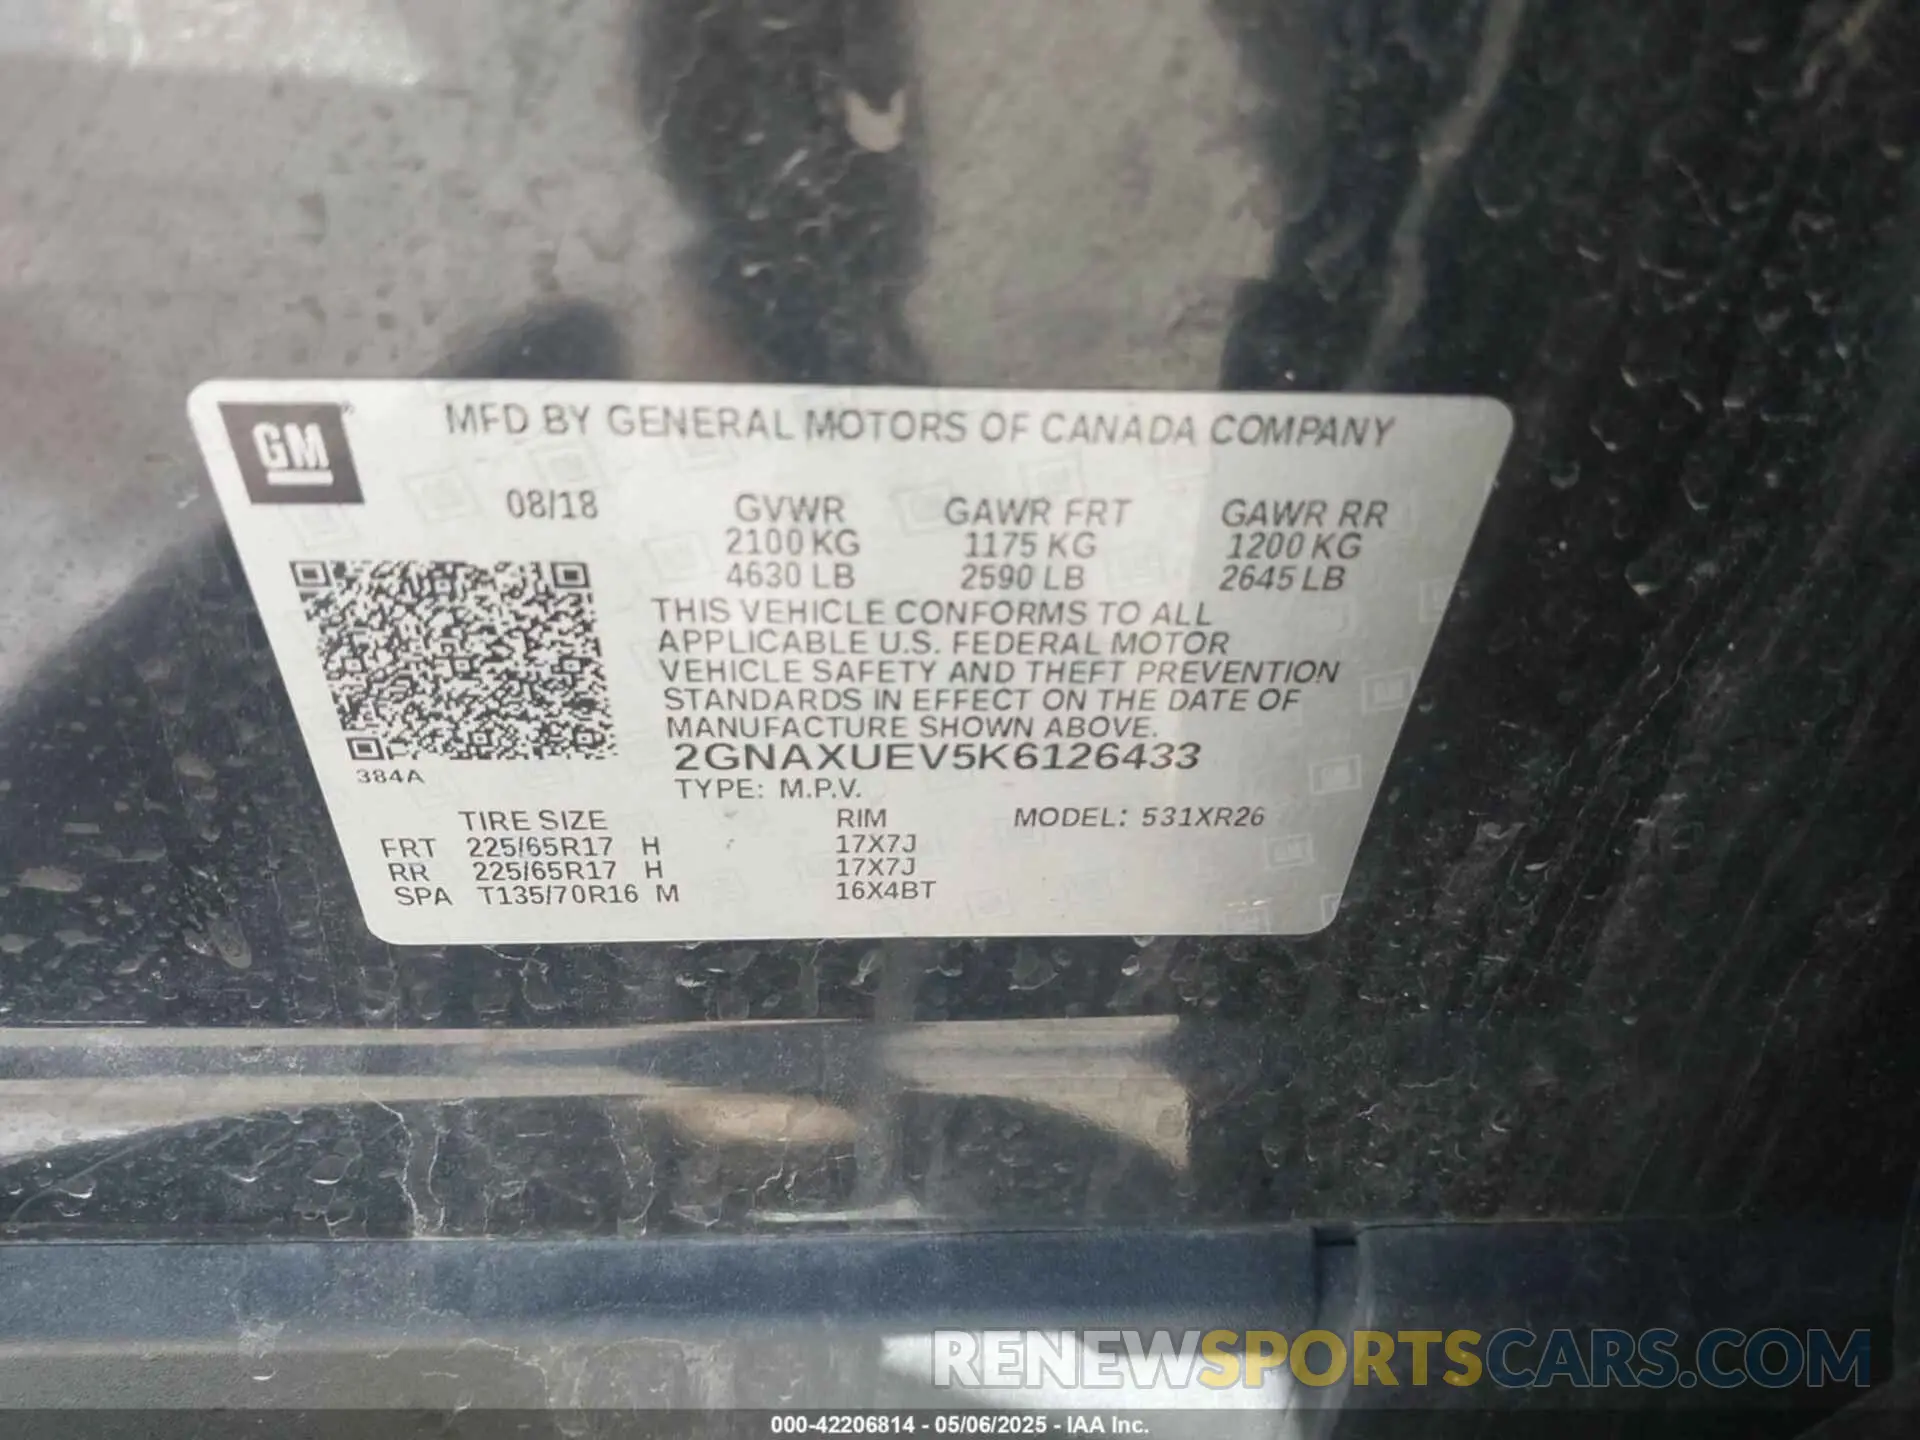 GM
MFD BY GENERAL MOTORS OF CANADA COMPANY
08/18
GVWR GAWR FRT GAWR RR
2100 KG 1175 KG 1200 KG
4630 LB 2590 LB 2645 LB
THIS VEHICLE CONFORMS TO ALL
APPLICABLE U.S. FEDERAL MOTOR
VEHICLE SAFETY AND THEFT PREVENTION
STANDARDS IN EFFECT ON THE DATE OF
MANUFACTURE SHOWN ABOVE.
2GNAXUEV5K6126433
384A
TYPE: M.P.V.
TIRE SIZE RIM MODEL: 531XR26
FRT 225/65R17 H 17X7J
RR 225/65R17 H 17X7J
SPA T135/70R16 M 16X4BT
RENEWSPORTSCARS.COM
000-42206814 - 05/06/2025 - IAA Inc.